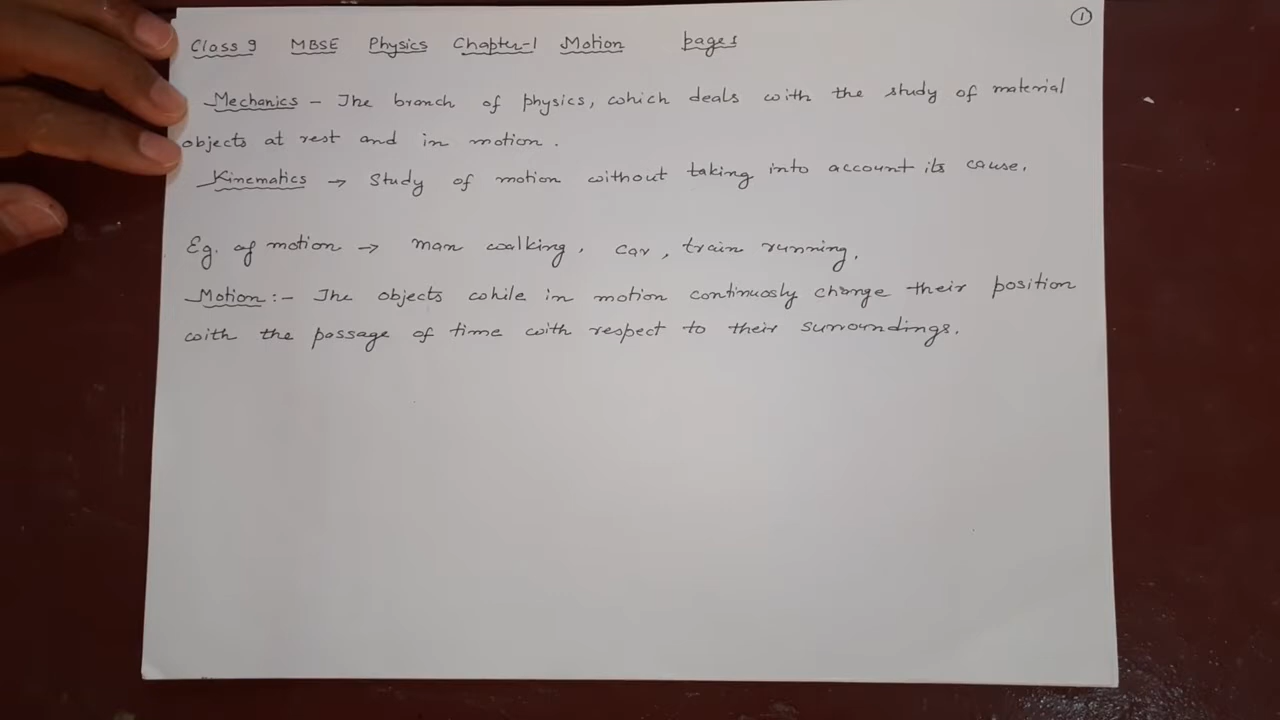 1
Class 9 MBSE Physics Chapter-1 Motion pages
Mechanics - The branch of physics, which deals with the study of material
objects at rest and in motion.
Kinematics → Study of motion without taking into account its cause.
Eg. of motion → man walking, car, train running.
Motion :- The objects while in motion continuosly change their position
with the passage of time with respect to their surroundings.